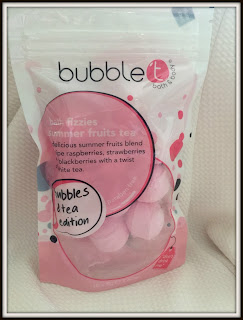 bubble t
bath & body
bath fizzies
summer fruits tea
delicious summer fruits blend
ripe raspberries, strawberries
blackberries with a twist
white tea.
bubbles
& tea
edition